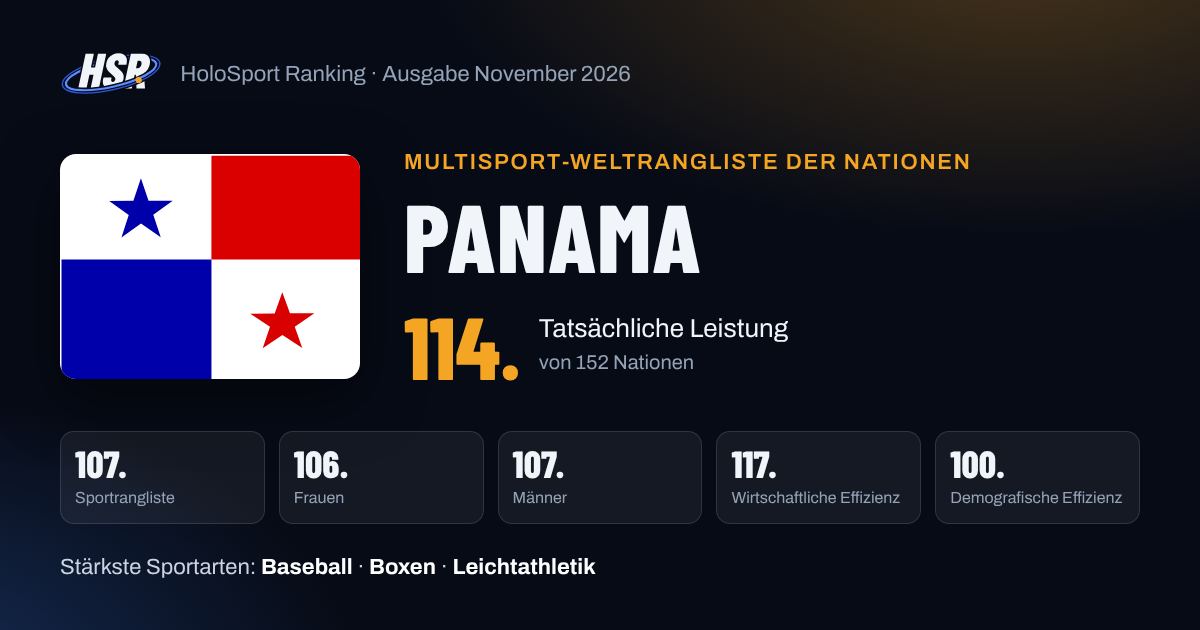 HSR
HoloSport Ranking · Ausgabe November 2026
MULTISPORT-WELTRANGLISTE DER NATIONEN
PANAMA
114.
Tatsächliche Leistung
von 152 Nationen
107.
Sportrangliste
106.
Frauen
107.
Männer
117.
Wirtschaftliche Effizienz
100.
Demografische Effizienz
Stärkste Sportarten: Baseball · Boxen · Leichtathletik